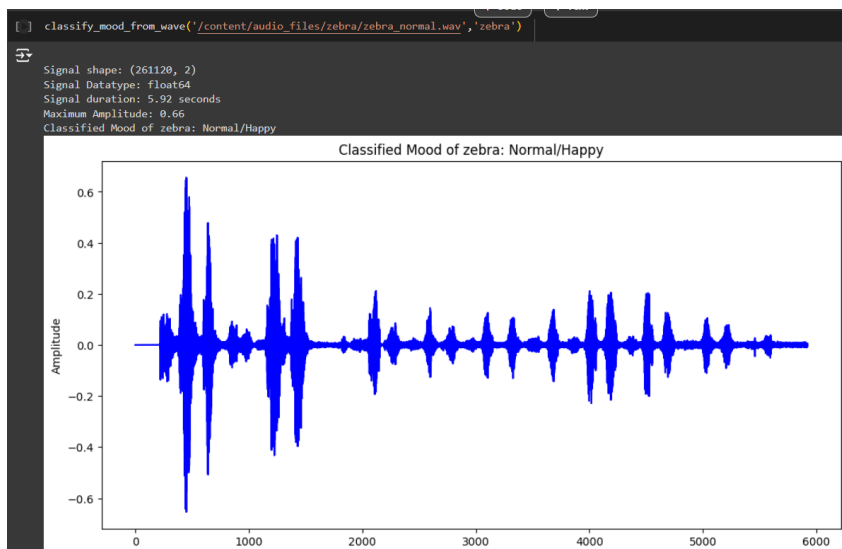 [ ] classify_mood_from_wave('/content/audio_files/zebra/zebra_normal.wav','zebra')
Signal shape: (261120, 2)
Signal Datatype: float64
Signal duration: 5.92 seconds
Maximum Amplitude: 0.66
Classified Mood of zebra: Normal/Happy
Classified Mood of zebra: Normal/Happy
Amplitude
0.6
0.4
0.2
0.0
−0.2
−0.4
−0.6
0 1000 2000 3000 4000 5000 6000